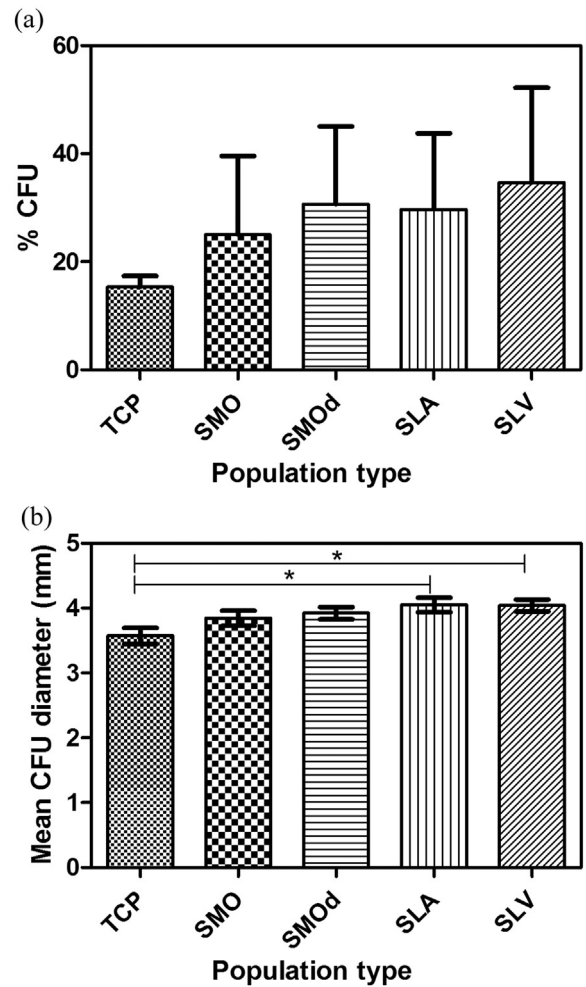 (a)
60
40
20
0
% CFU
TCP
SMO
SMOd
SLA
SLV
Population type
(b)
5
4
3
2
1
0
Mean CFU diameter (mm)
*
*
TCP
SMO
SMOd
SLA
SLV
Population type